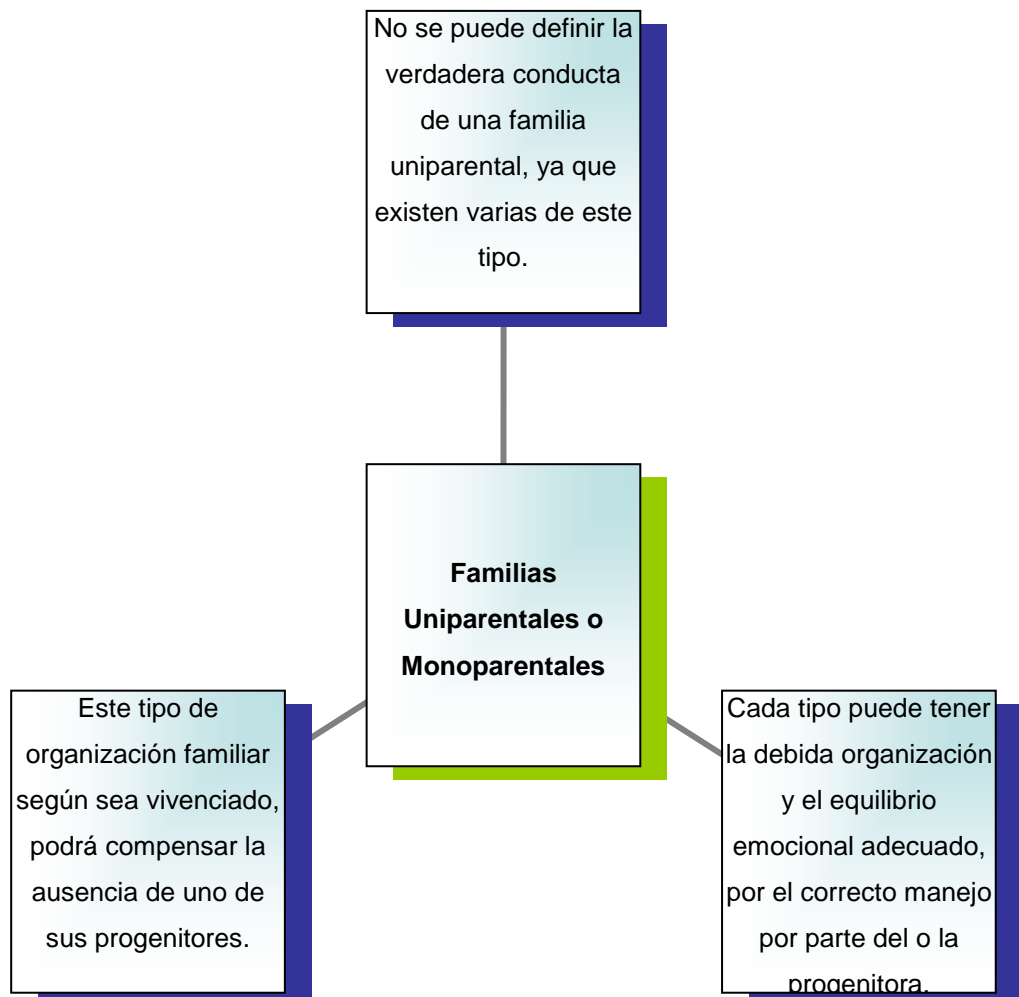 No se puede definir la
verdadera conducta
de una familia
uniparental, ya que
existen varias de este
tipo.
Familias
Uniparentales o
Monoparentales
Este tipo de
organización familiar
según sea vivenciado,
podrá compensar la
ausencia de uno de
sus progenitores.
Cada tipo puede tener
la debida organización
y el equilibrio
emocional adecuado,
por el correcto manejo
por parte del o la
progenitora.